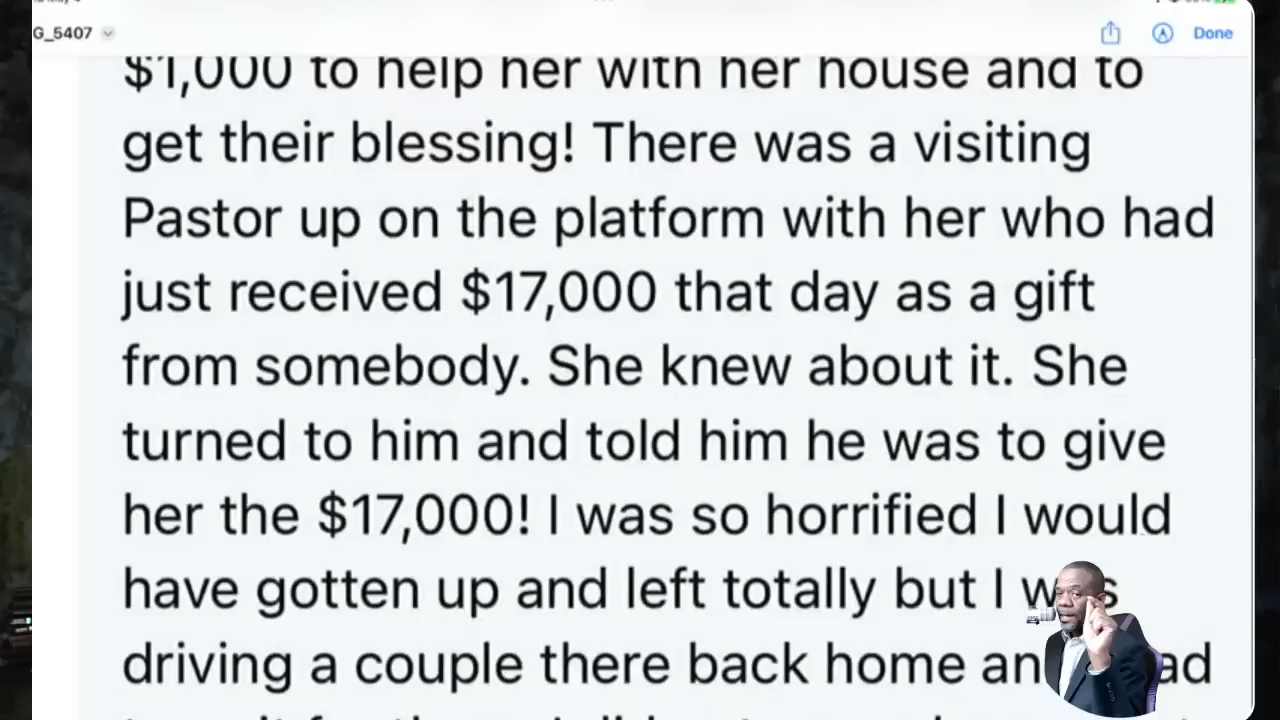 G_5407
Done
$1,000 to help her with her house and to
get their blessing! There was a visiting
Pastor up on the platform with her who had
just received $17,000 that day as a gift
from somebody. She knew about it. She
turned to him and told him he was to give
her the $17,000! I was so horrified I would
have gotten up and left totally but I was
driving a couple there back home an ad